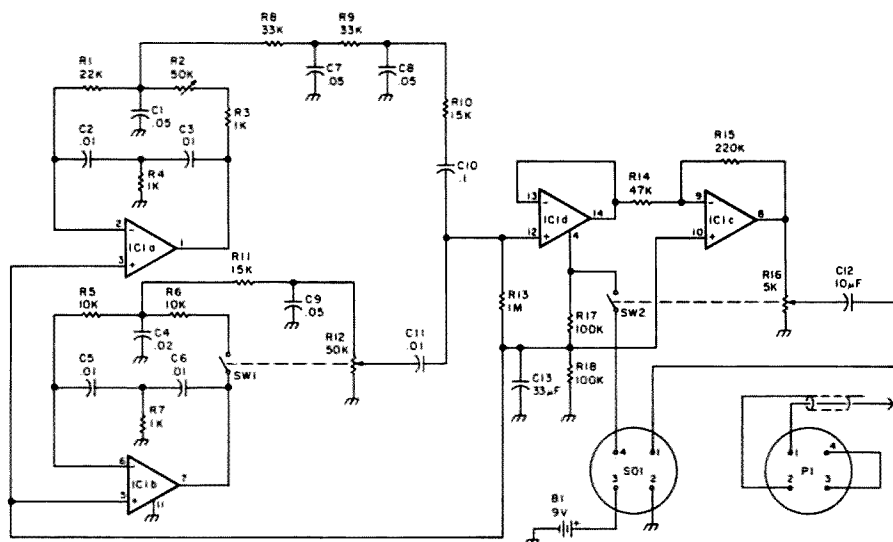 R8
33K
R9
33K
C7
.05
C8
.05
R1
22K
R2
50K
C1
.05
R3
1K
C2
.01
C3
.01
R4
1K
R10
15K
C10
.1
2
-
3
+
IC1a
1
13
-
12
+
IC1d
14
4
R14
47K
R15
220K
9
-
10
+
IC1c
8
R11
15K
R5
10K
R6
10K
C9
.05
C4
.02
C5
.01
C6
.01
SW1
R12
50K
C11
.01
R13
1M
R7
1K
6
-
5
+
IC1b
7
11
R17
100K
SW2
R16
5K
C12
10µF
C13
33µF
R18
100K
4
1
SO1
3
2
1
4
P1
2
3
B1
9V
+